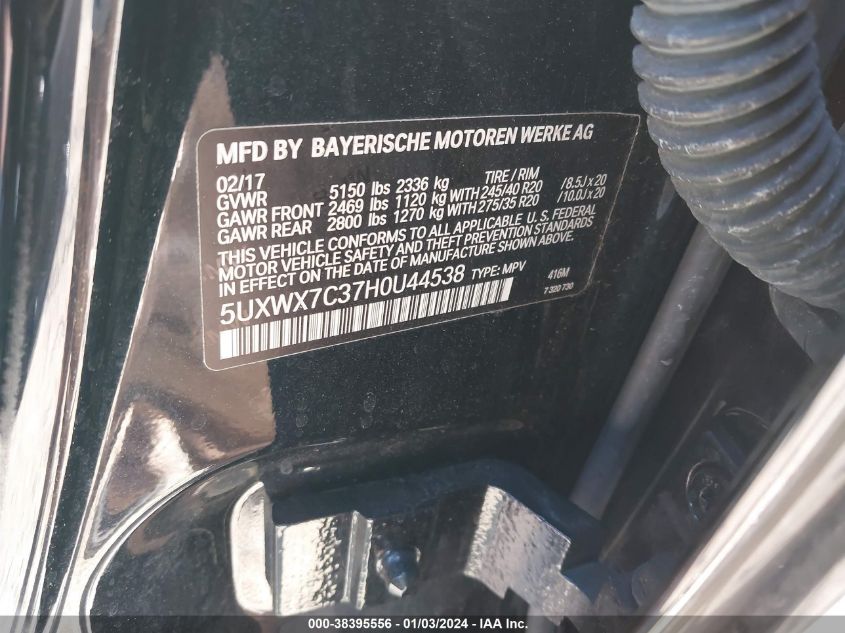 MFD BY BAYERISCHE MOTOREN WERKE AG
02/17 TIRE / RIM
GVWR 5150 lbs 2336 kg
GAWR FRONT 2469 lbs 1120 kg WITH 245/40 R20 /8.5J x 20
GAWR REAR 2800 lbs 1270 kg WITH 275/35 R20 /10.0J x 20
THIS VEHICLE CONFORMS TO ALL APPLICABLE U.S. FEDERAL
MOTOR VEHICLE SAFETY AND THEFT PREVENTION STANDARDS
IN EFFECT ON THE DATE OF MANUFACTURE SHOWN ABOVE.
5UXWX7C37H0U44538 TYPE: MPV 416M
7 320 730
000-38395556 - 01/03/2024 - IAA Inc.